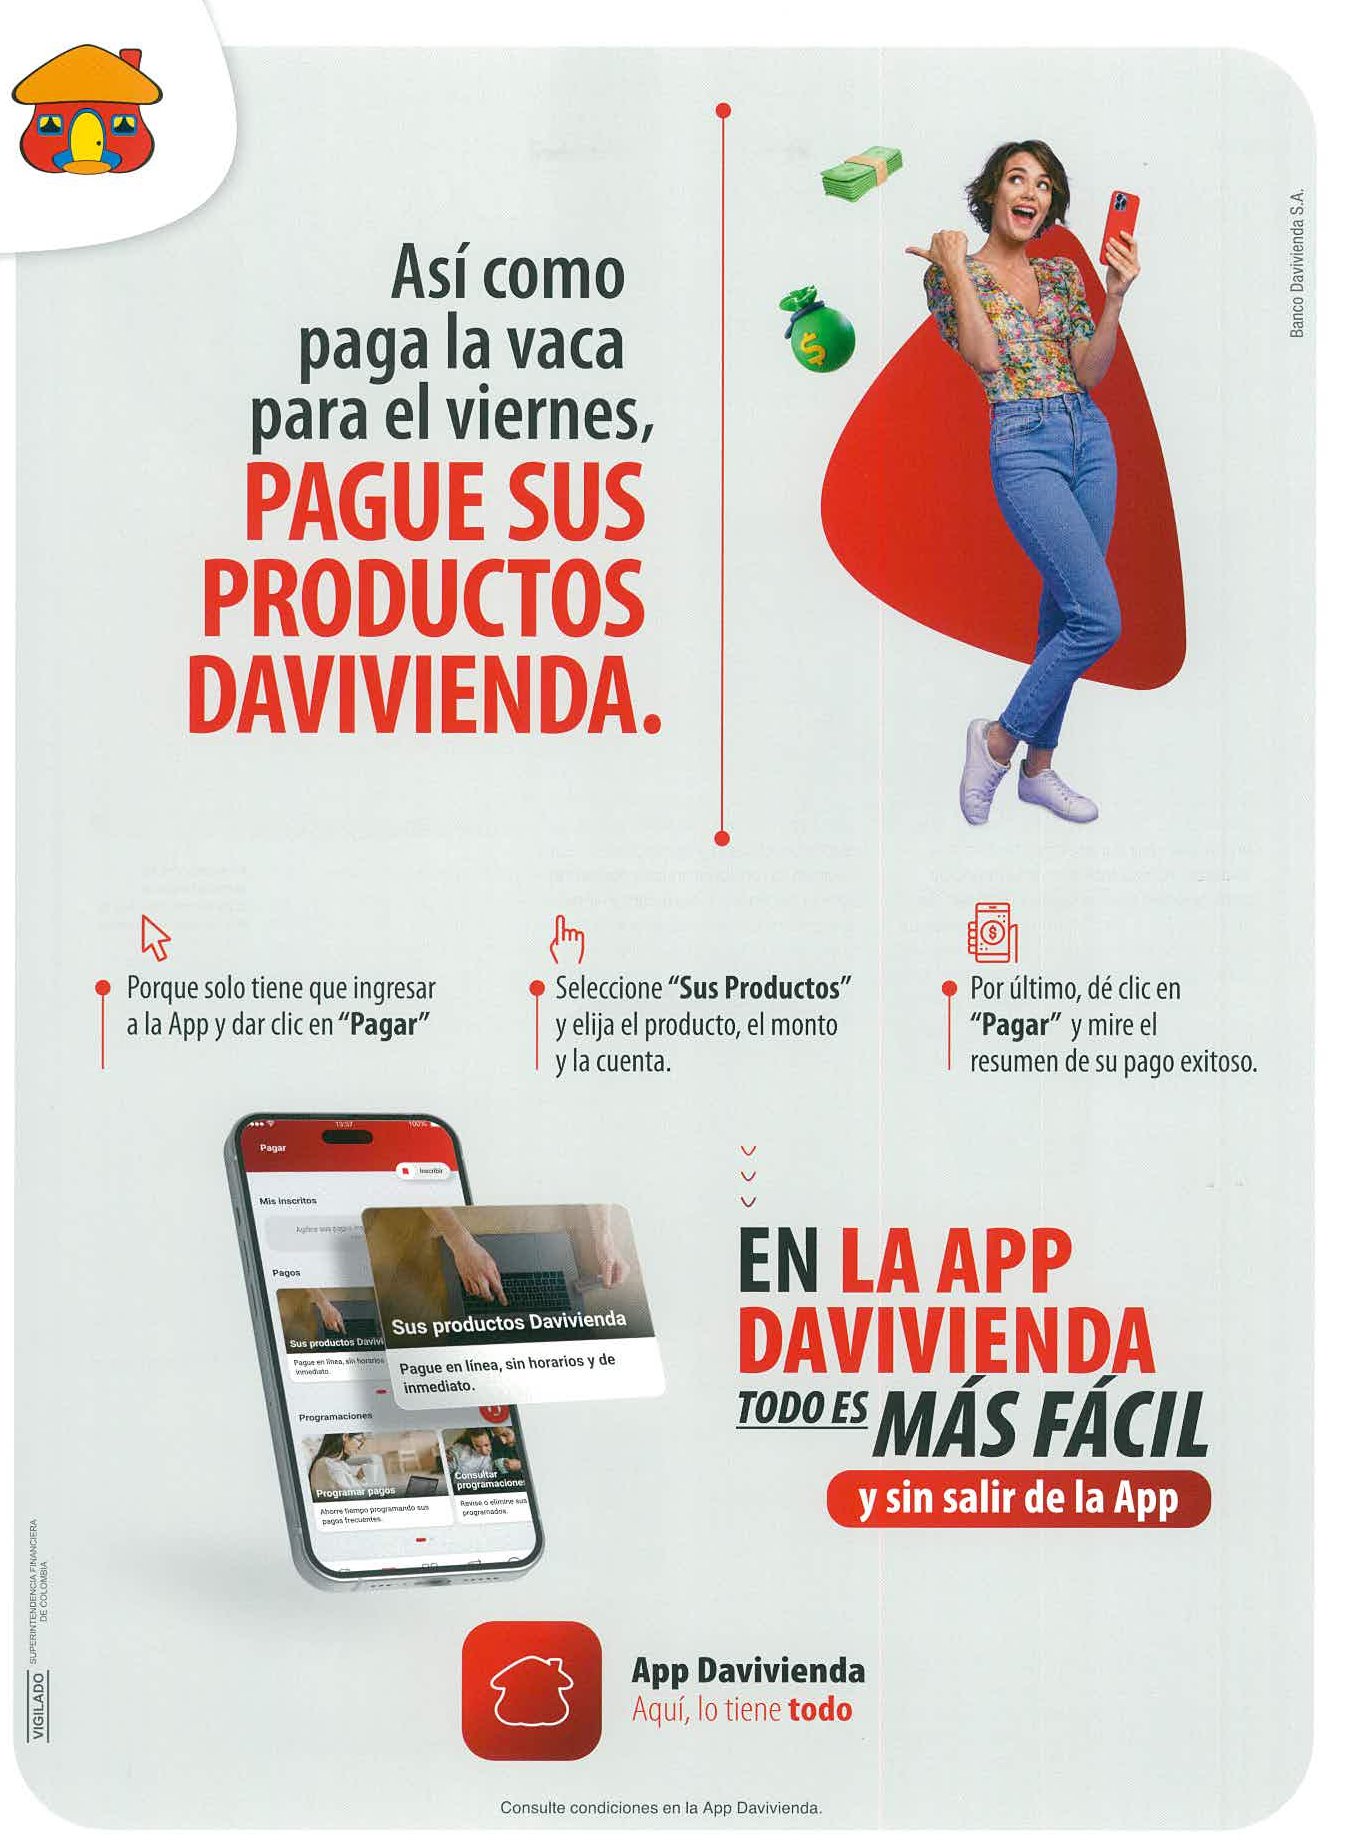 Así como
paga la vaca
para el viernes,
PAGUE SUS
PRODUCTOS
DAVIVIENDA.
Banco Davivienda S.A.
Porque solo tiene que ingresar
a la App y dar clic en “Pagar”
Seleccione “Sus Productos”
y elija el producto, el monto
y la cuenta.
Por último, dé clic en
“Pagar” y mire el
resumen de su pago exitoso.
15:57
100%
Pagar
Inscribir
Mis inscritos
Pagos
Sus productos Davivi
Pague en línea, sin horarios
inmediato.
Sus productos Davivienda
Pague en línea, sin horarios y de
inmediato.
Programaciones
Programar pagos
Ahorre tiempo programando sus
pagos frecuentes.
Consultar
programaciones
Revise o elimine sus
programados.
EN LA APP
DAVIVIENDA
TODO ES MÁS FÁCIL
y sin salir de la App
App Davivienda
Aquí, lo tiene todo
VIGILADO
SUPERINTENDENCIA FINANCIERA
DE COLOMBIA
Consulte condiciones en la App Davivienda.